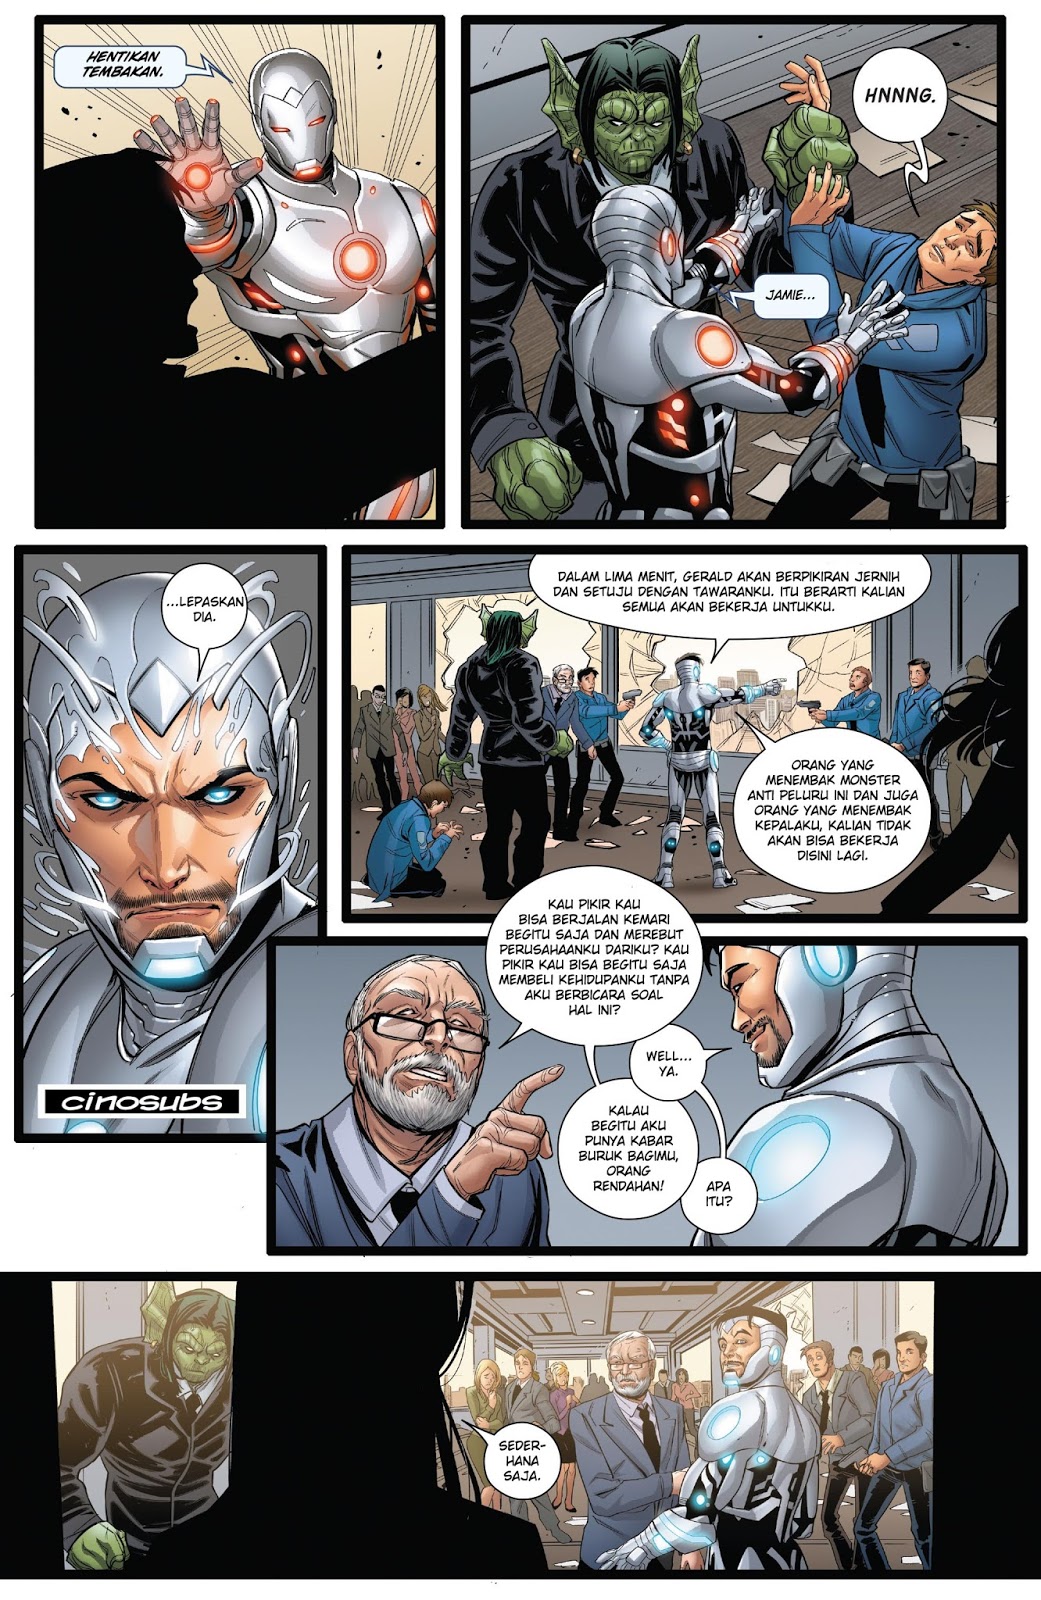 HENTIKAN
TEMBAKAN.
HNNNG.
JAMIE...
...LEPASKAN
DIA.
DALAM LIMA MENIT, GERALD AKAN BERPIKIRAN JERNIH
DAN SETUJU DENGAN TAWARANKU. ITU BERARTI KALIAN
SEMUA AKAN BEKERJA UNTUKKU.
ORANG YANG
MENEMBAK MONSTER
ANTI PELURU INI DAN JUGA
ORANG YANG MENEMBAK
KEPALAKU, KALIAN TIDAK
AKAN BISA BEKERJA
DISINI LAGI.
KAU PIKIR KAU
BISA BERJALAN KEMARI
BEGITU SAJA DAN MEREBUT
PERUSAHAANKU DARIKU? KAU
PIKIR KAU BISA BEGITU SAJA
MEMBELI KEHIDUPANKU TANPA
AKU BERBICARA SOAL
HAL INI?
WELL...
YA.
KALAU
BEGITU AKU
PUNYA KABAR
BURUK BAGIMU,
ORANG
RENDAHAN!
APA
ITU?
cinosubs
SEDER-
HANA
SAJA.